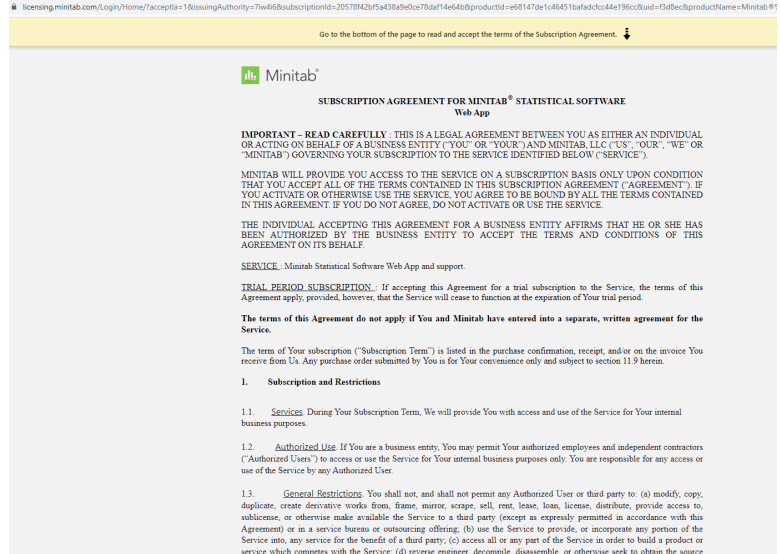 licensing.minitab.com/Login/Home/?acceptla=1&issuingAuthority=7iw4i6&subscriptionId=20578f42bf5a438a9e0ce78daf14e64b&productId=e68147de1c46451bafadcfcc44e196cc&uid=f3d8ec&productName=Minitab®
Go to the bottom of the page to read and accept the terms of the Subscription Agreement.
Minitab®
SUBSCRIPTION AGREEMENT FOR MINITAB® STATISTICAL SOFTWARE
Web App
IMPORTANT – READ CAREFULLY : THIS IS A LEGAL AGREEMENT BETWEEN YOU AS EITHER AN INDIVIDUAL
OR ACTING ON BEHALF OF A BUSINESS ENTITY (“YOU” OR “YOUR”) AND MINITAB, LLC (“US”, “OUR”, “WE” OR
“MINITAB”) GOVERNING YOUR SUBSCRIPTION TO THE SERVICE IDENTIFIED BELOW (“SERVICE”).
MINITAB WILL PROVIDE YOU ACCESS TO THE SERVICE ON A SUBSCRIPTION BASIS ONLY UPON CONDITION
THAT YOU ACCEPT ALL OF THE TERMS CONTAINED IN THIS SUBSCRIPTION AGREEMENT (“AGREEMENT”). IF
YOU ACTIVATE OR OTHERWISE USE THE SERVICE, YOU AGREE TO BE BOUND BY ALL THE TERMS CONTAINED
IN THIS AGREEMENT. IF YOU DO NOT AGREE, DO NOT ACTIVATE OR USE THE SERVICE.
THE INDIVIDUAL ACCEPTING THIS AGREEMENT FOR A BUSINESS ENTITY AFFIRMS THAT HE OR SHE HAS
BEEN AUTHORIZED BY THE BUSINESS ENTITY TO ACCEPT THE TERMS AND CONDITIONS OF THIS
AGREEMENT ON ITS BEHALF.
SERVICE : Minitab Statistical Software Web App and support.
TRIAL PERIOD SUBSCRIPTION : If accepting this Agreement for a trial subscription to the Service, the terms of this
Agreement apply, provided, however, that the Service will cease to function at the expiration of Your trial period.
The terms of this Agreement do not apply if You and Minitab have entered into a separate, written agreement for the
Service.
The term of Your subscription (“Subscription Term”) is listed in the purchase confirmation, receipt, and/or on the invoice You
receive from Us. Any purchase order submitted by You is for Your convenience only and subject to section 11.9 herein.
1. Subscription and Restrictions
1.1. Services. During Your Subscription Term, We will provide You with access and use of the Service for Your internal
business purposes.
1.2. Authorized Use. If You are a business entity, You may permit Your authorized employees and independent contractors
(“Authorized Users”) to access or use the Service for Your internal business purposes only. You are responsible for any access or
use of the Service by any Authorized User.
1.3. General Restrictions. You shall not, and shall not permit any Authorized User or third party to: (a) modify, copy,
duplicate, create derivative works from, frame, mirror, scrape, sell, rent, lease, loan, license, distribute, provide access to,
sublicense, or otherwise make available the Service to a third party (except as expressly permitted in accordance with this
Agreement) or in a service bureau or outsourcing offering; (b) use the Service to provide, or incorporate any portion of the
Service into, any service for the benefit of a third party; (c) access all or any part of the Service in order to build a product or
service which competes with the Service; (d) reverse engineer, decompile, disassemble, or otherwise seek to obtain the source